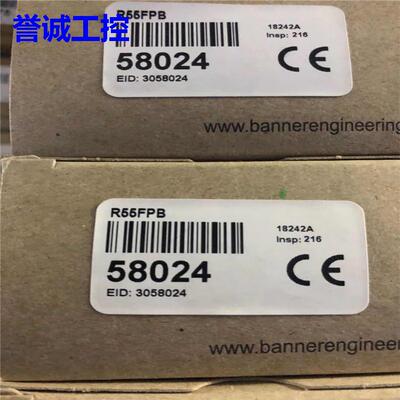 誉诚工控
R55FPB
58024
EID: 3058024
18242A
Insp: 216
CE
www.bannerengineering
R55FPB
58024
EID: 3058024
18242A
Insp: 216
CE
www.bannerengineering